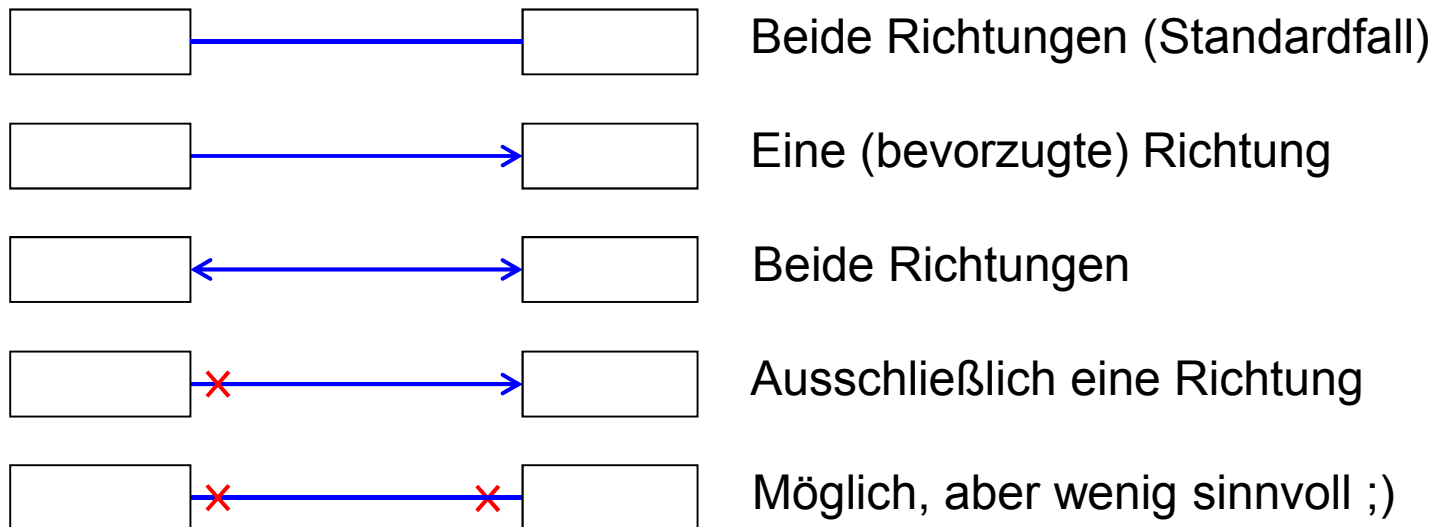 Beide Richtungen (Standardfall)
Eine (bevorzugte) Richtung
Beide Richtungen
Ausschließlich eine Richtung
Möglich, aber wenig sinnvoll ;)